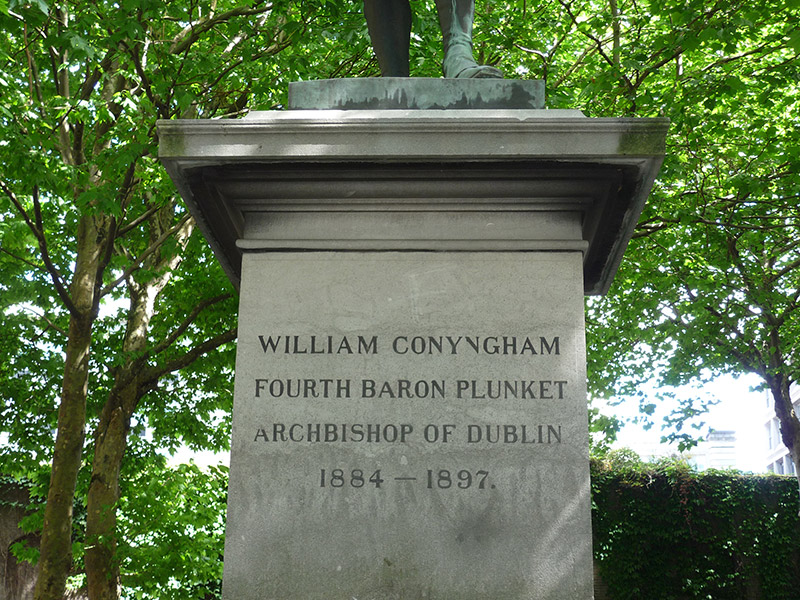 WILLIAM CONYNGHAM
FOURTH BARON PLUNKET
ARCHBISHOP OF DUBLIN
1884 — 1897.